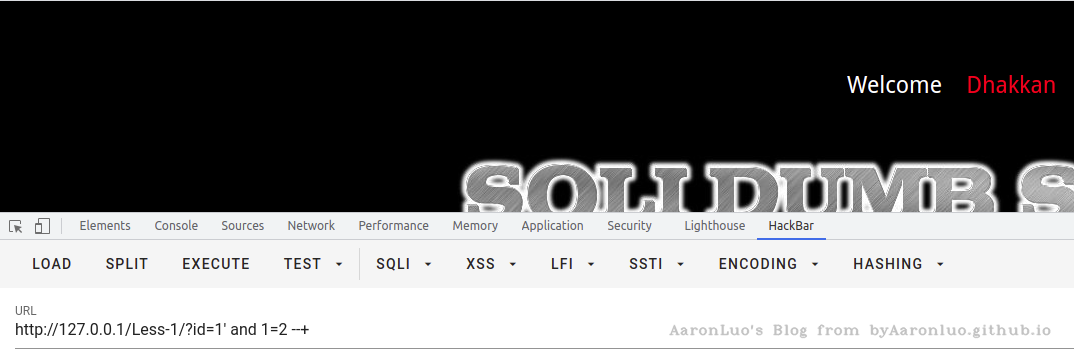 Welcome Dhakkan
SQLI DUMB S
Elements Console Sources Network Performance Memory Application Security Lighthouse HackBar
LOAD SPLIT EXECUTE TEST SQLI XSS LFI SSTI ENCODING HASHING
URL
http://127.0.0.1/Less-1/?id=1' and 1=2 --+
AaronLuo's Blog from byAaronluo.github.io